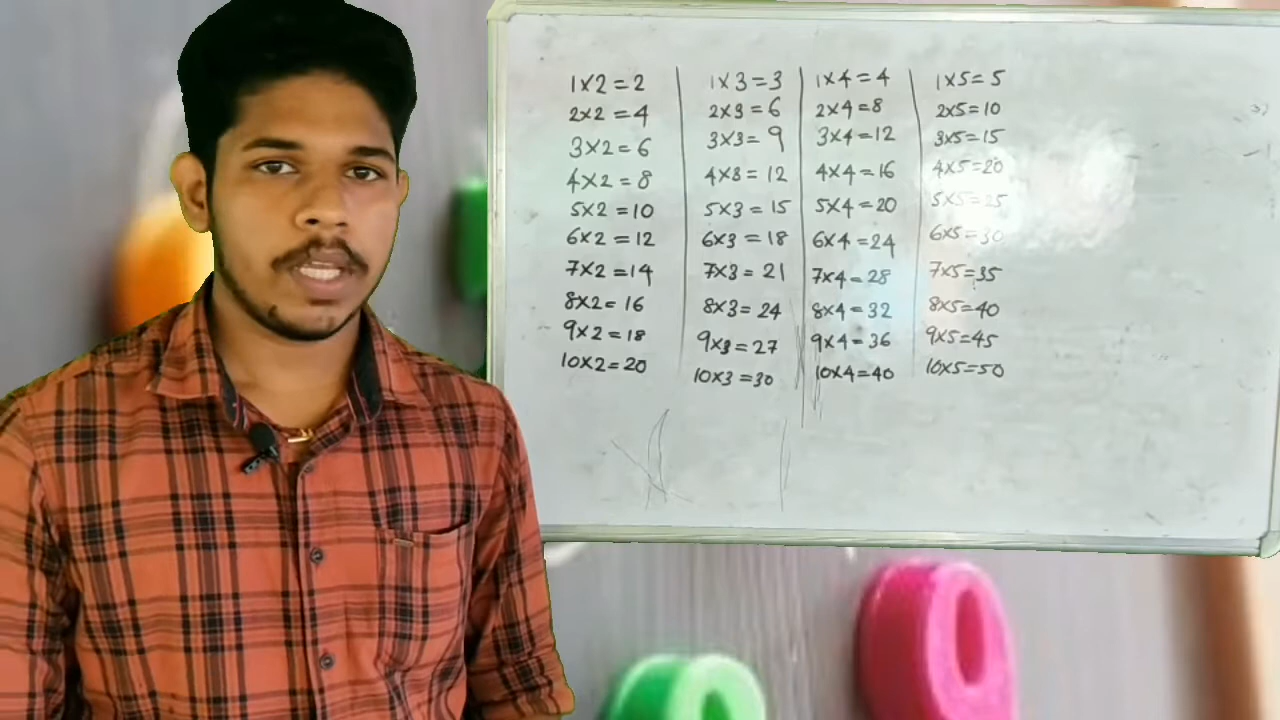 1x2=2
2x2=4
3x2=6
4x2=8
5x2=10
6x2=12
7x2=14
8x2=16
9x2=18
10x2=20
1x3=3
2x3=6
3x3=9
4x3=12
5x3=15
6x3=18
7x3=21
8x3=24
9x3=27
10x3=30
1x4=4
2x4=8
3x4=12
4x4=16
5x4=20
6x4=24
7x4=28
8x4=32
9x4=36
10x4=40
1x5=5
2x5=10
3x5=15
4x5=20
5x5=25
6x5=30
7x5=35
8x5=40
9x5=45
10x5=50